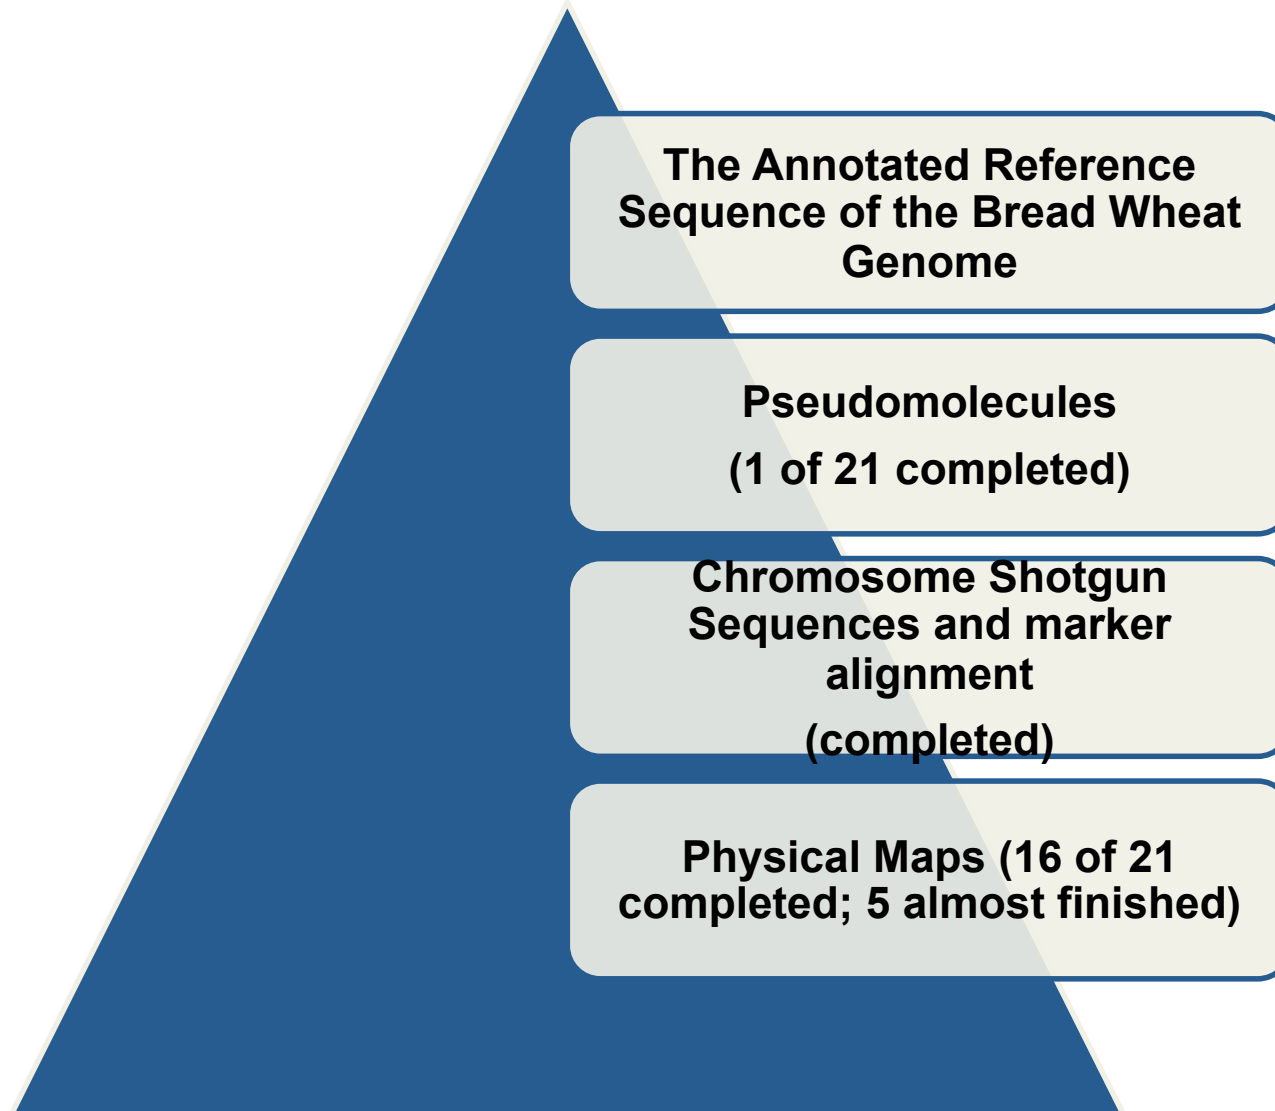 The Annotated Reference
Sequence of the Bread Wheat
Genome
Pseudomolecules
(1 of 21 completed)
Chromosome Shotgun
Sequences and marker
alignment
(completed)
Physical Maps (16 of 21
completed; 5 almost finished)